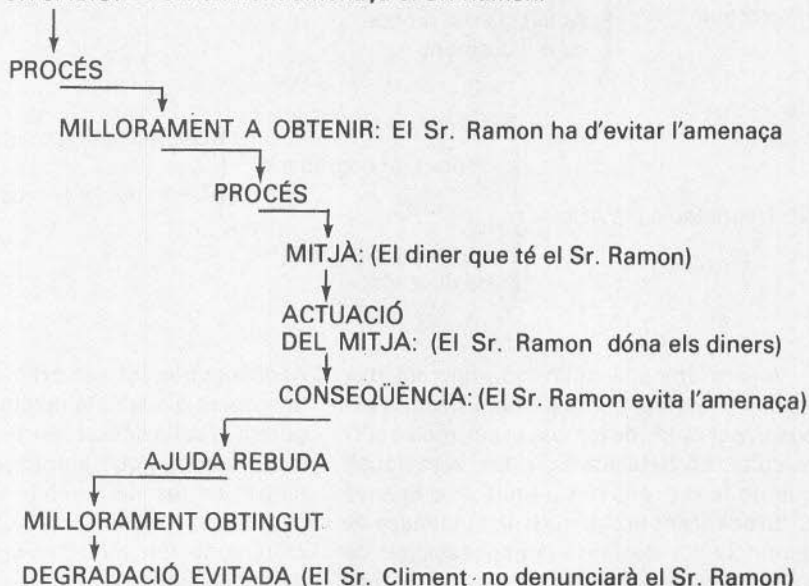 PROCÉS
MILLORAMENT A OBTENIR: El Sr. Ramon ha d'evitar l'amenaça
PROCÉS
MITJÀ: (El diner que té el Sr. Ramon)
ACTUACIÓ
DEL MITJA: (El Sr. Ramon dóna els diners)
CONSEQÜÈNCIA: (El Sr. Ramon evita l'amenaça)
AJUDA REBUDA
MILLORAMENT OBTINGUT
DEGRADACIÓ EVITADA (El Sr. Climent no denunciarà el Sr. Ramon)